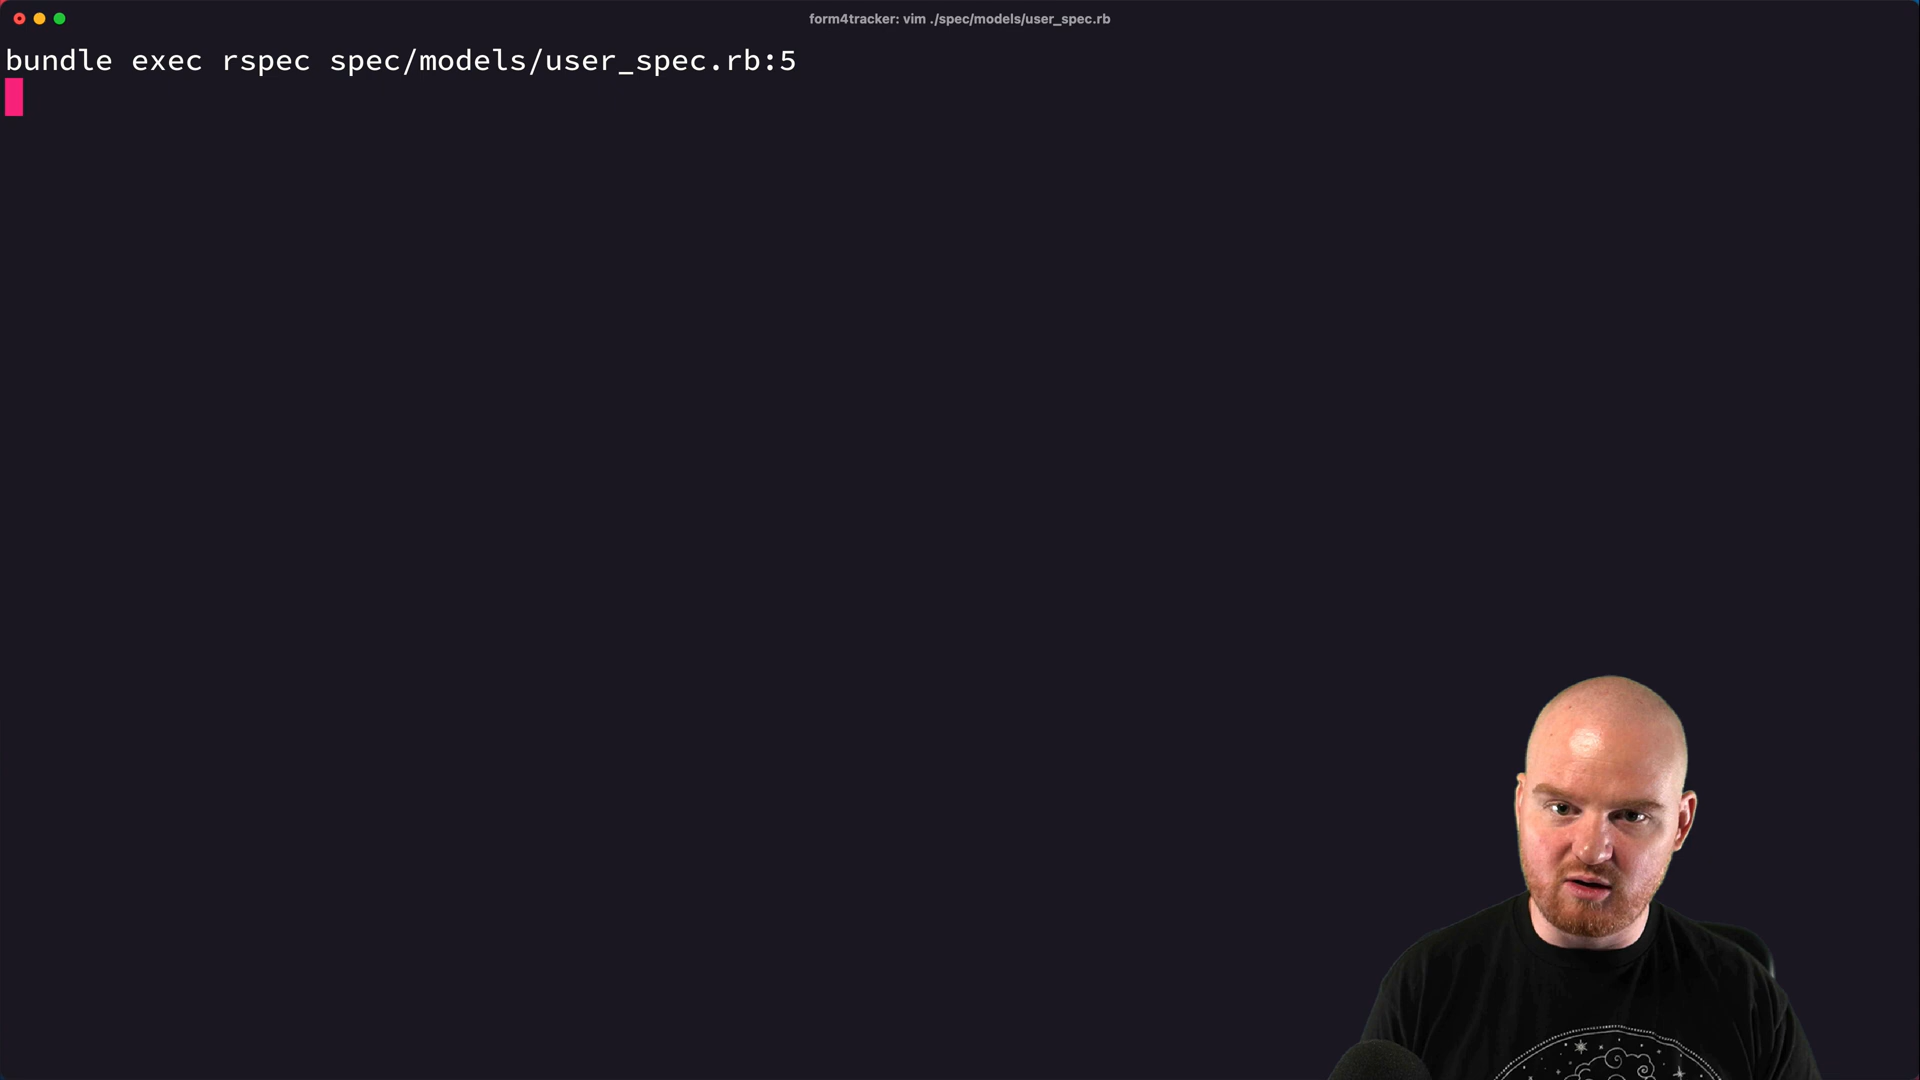 form4tracker: vim ./spec/models/user_spec.rb
bundle exec rspec spec/models/user_spec.rb:5